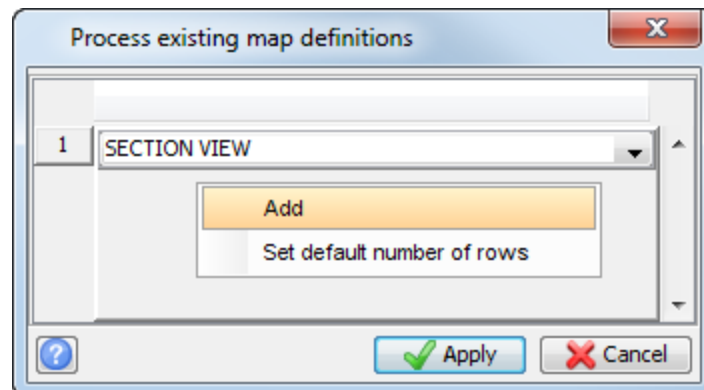 Process existing map definitions
1 SECTION VIEW
Add
Set default number of rows
Apply Cancel